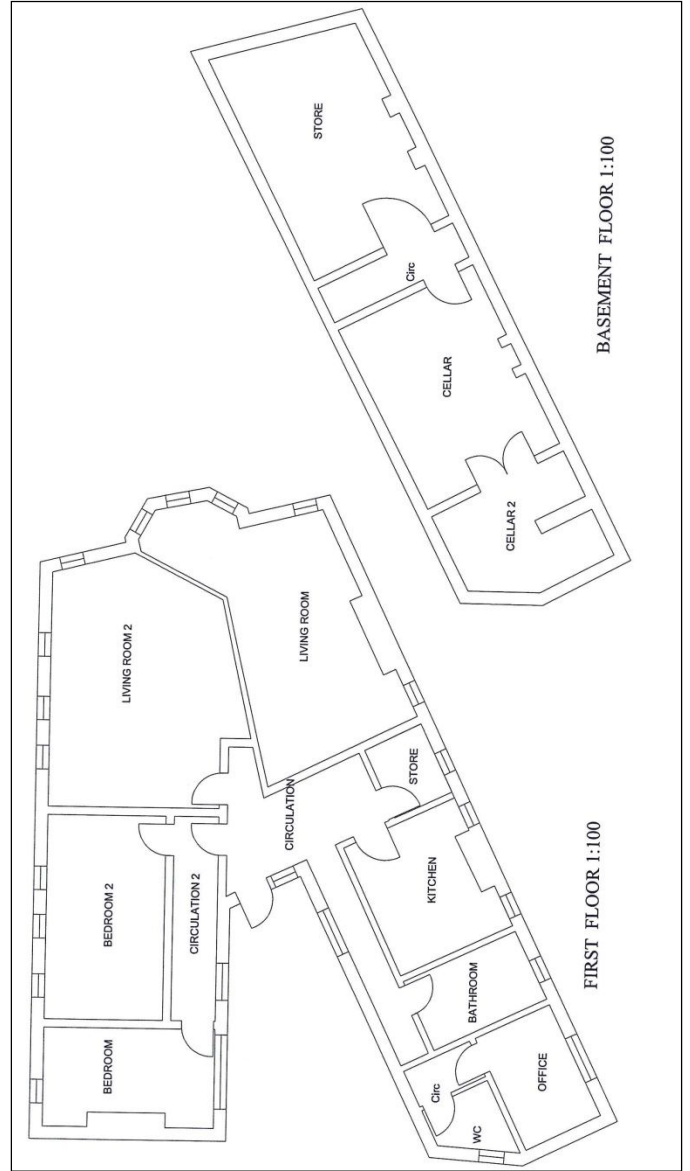 STORE
Circ
CELLAR
CELLAR 2
BASEMENT FLOOR 1:100
LIVING ROOM 2
LIVING ROOM
BEDROOM 2
CIRCULATION 2
BEDROOM
CIRCULATION
STORE
KITCHEN
BATHROOM
Circ
WC
OFFICE
FIRST FLOOR 1:100